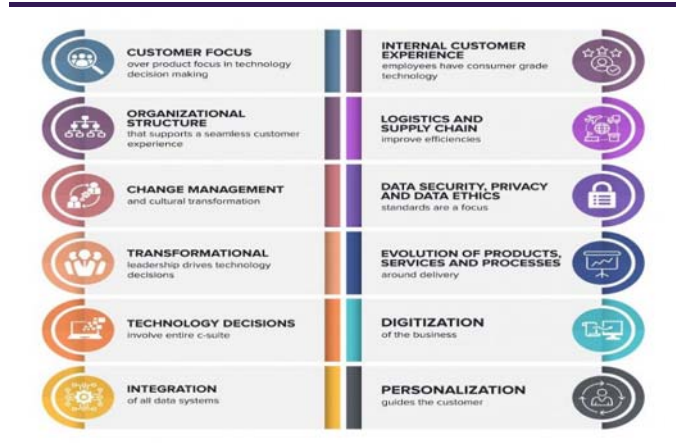 CUSTOMER FOCUS
over product focus in technology
decision making
ORGANIZATIONAL
STRUCTURE
that supports a seamless customer
experience
CHANGE MANAGEMENT
and cultural transformation
TRANSFORMATIONAL
leadership drives technology
decisions
TECHNOLOGY DECISIONS
involve entire c-suite
INTEGRATION
of all data systems
INTERNAL CUSTOMER
EXPERIENCE
employees have consumer grade
technology
LOGISTICS AND
SUPPLY CHAIN
improve efficiencies
DATA SECURITY, PRIVACY
AND DATA ETHICS
standards are a focus
EVOLUTION OF PRODUCTS,
SERVICES AND PROCESSES
around delivery
DIGITIZATION
of the business
PERSONALIZATION
guides the customer